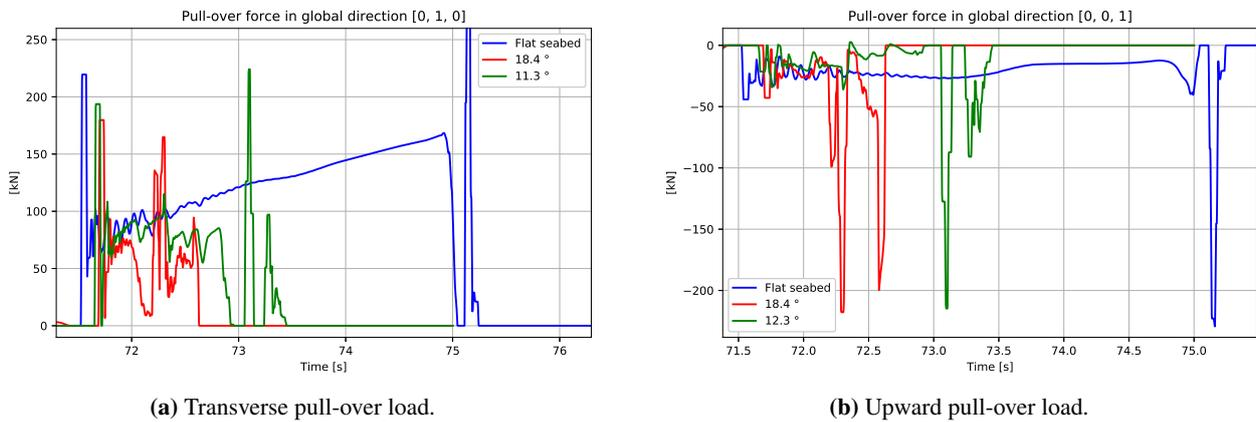 Pull-over force in global direction [0, 1, 0]
250
200
150
100
50
0
[kN]
Flat seabed
18.4 °
11.3 °
72
73
74
75
76
Time [s]
(a) Transverse pull-over load.
Pull-over force in global direction [0, 0, 1]
0
−50
−100
−150
−200
[kN]
Flat seabed
18.4 °
12.3 °
71.5
72.0
72.5
73.0
73.5
74.0
74.5
75.0
Time [s]
(b) Upward pull-over load.